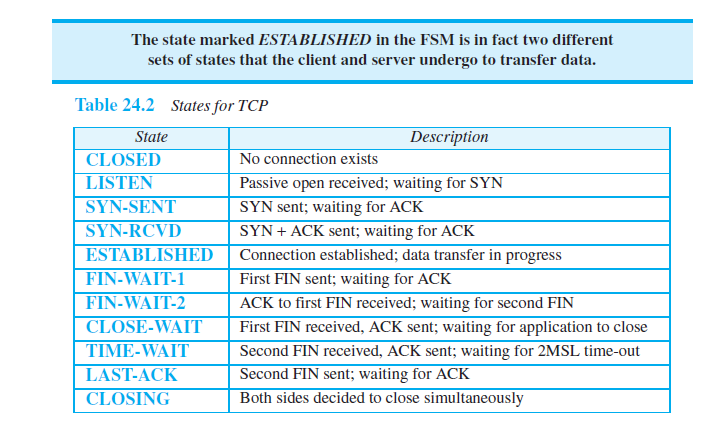 The state marked ESTABLISHED in the FSM is in fact two different
sets of states that the client and server undergo to transfer data.
Table 24.2 States for TCP
State Description
CLOSED No connection exists
LISTEN Passive open received; waiting for SYN
SYN-SENT SYN sent; waiting for ACK
SYN-RCVD SYN + ACK sent; waiting for ACK
ESTABLISHED Connection established; data transfer in progress
FIN-WAIT-1 First FIN sent; waiting for ACK
FIN-WAIT-2 ACK to first FIN received; waiting for second FIN
CLOSE-WAIT First FIN received, ACK sent; waiting for application to close
TIME-WAIT Second FIN received, ACK sent; waiting for 2MSL time-out
LAST-ACK Second FIN sent; waiting for ACK
CLOSING Both sides decided to close simultaneously